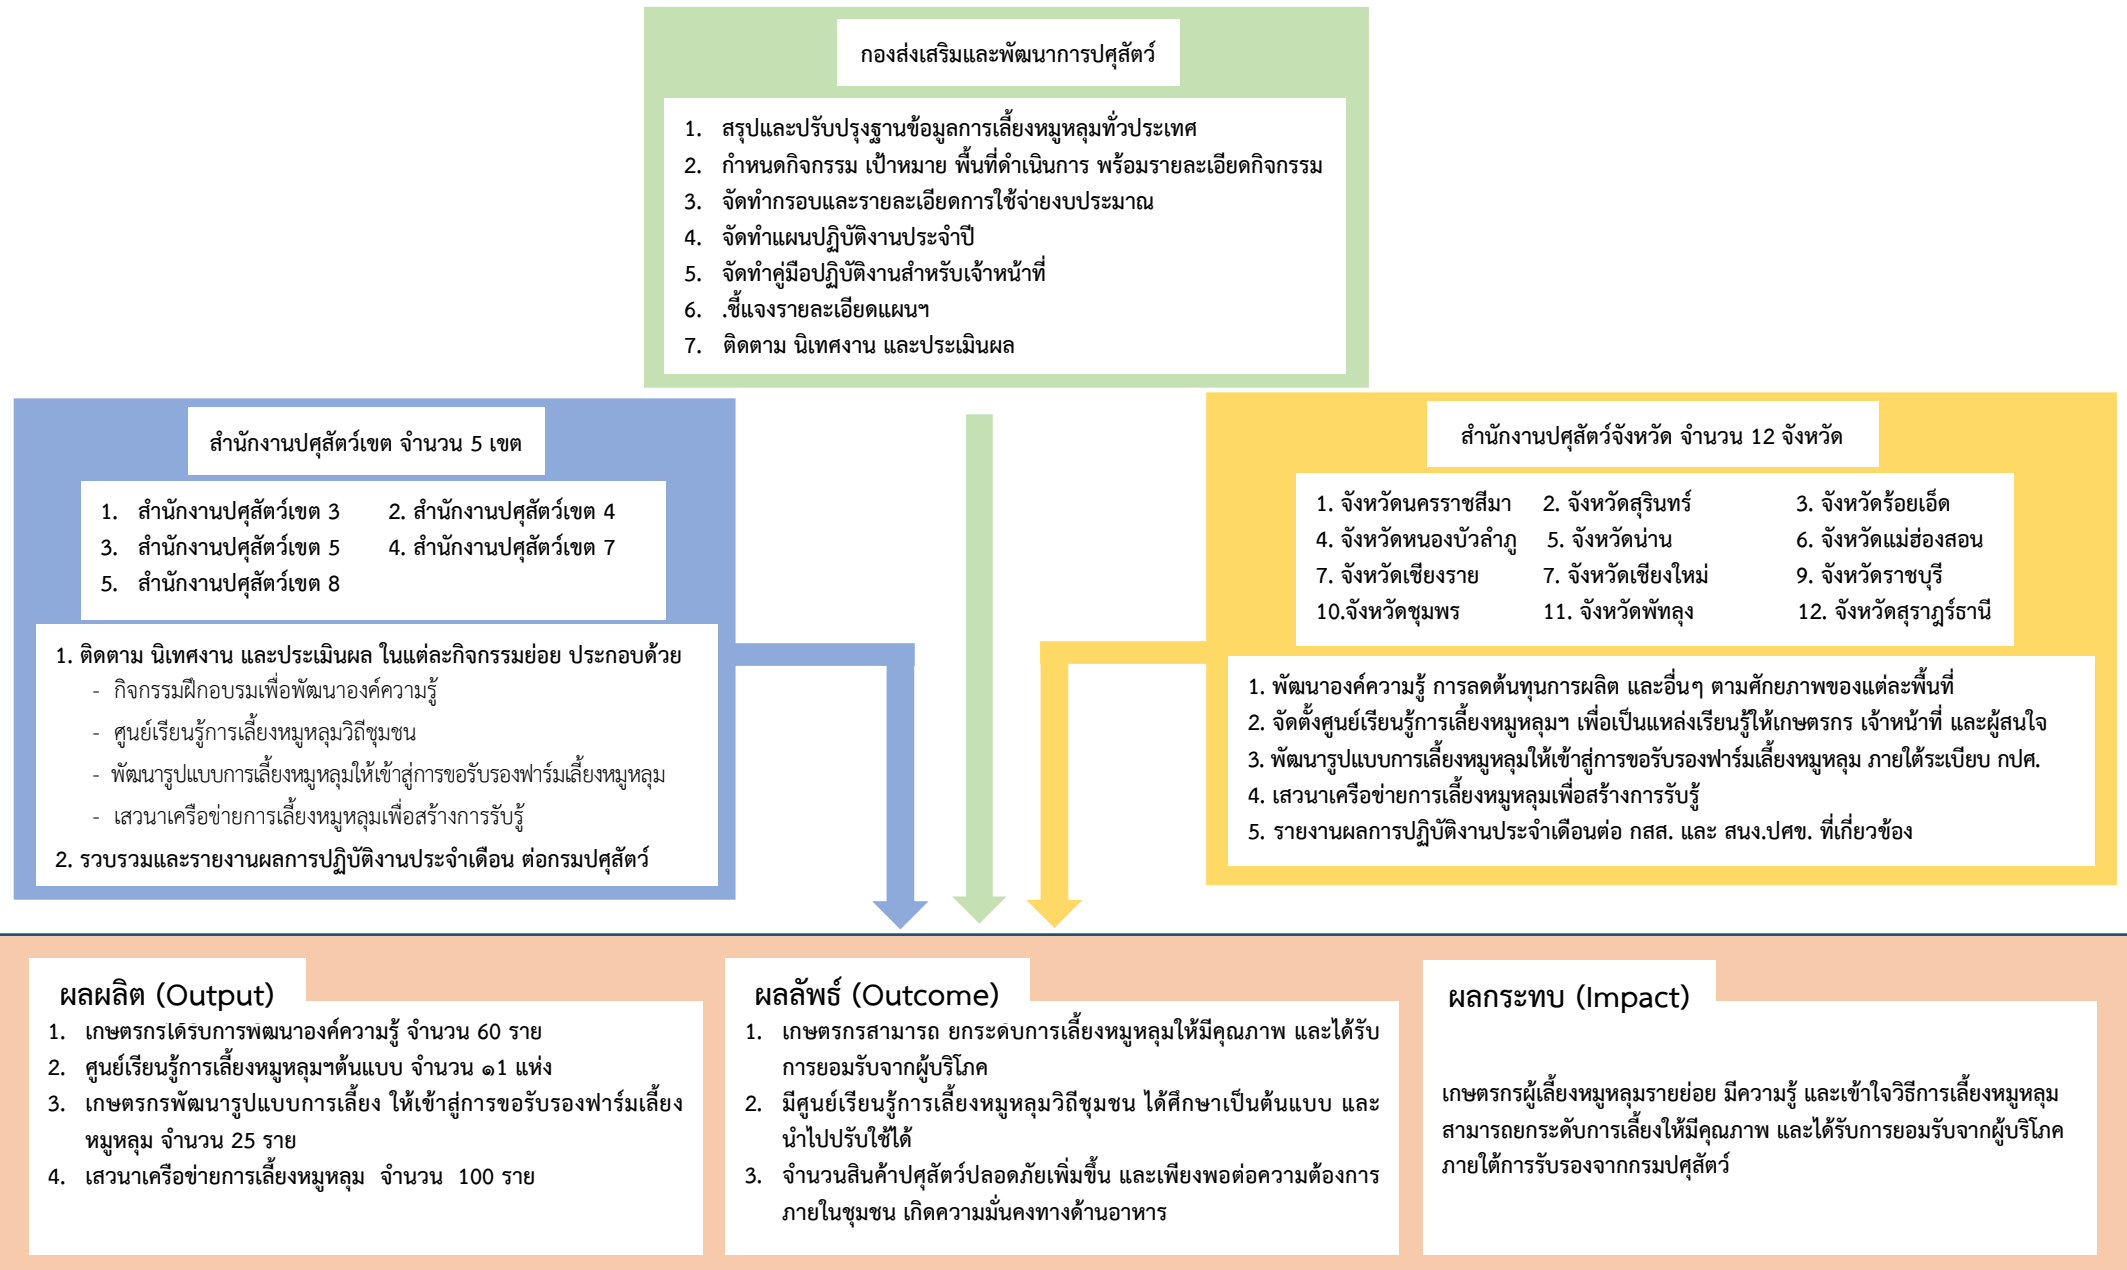 กองส่งเสริมและพัฒนาการปศุสัตว์
1. สรุปและปรับปรุงฐานข้อมูลการเลี้ยงหมูหลุมทั่วประเทศ
2. กำหนดกิจกรรม เป้าหมาย พื้นที่ดำเนินการ พร้อมรายละเอียดกิจกรรม
3. จัดทำกรอบและรายละเอียดการใช้จ่ายงบประมาณ
4. จัดทำแผนปฏิบัติงานประจำปี
5. จัดทำคู่มือปฏิบัติงานสำหรับเจ้าหน้าที่
6. .ชี้แจงรายละเอียดแผนฯ
7. ติดตาม นิเทศงาน และประเมินผล
สำนักงานปศุสัตว์เขต จำนวน 5 เขต
1. สำนักงานปศุสัตว์เขต 3 2. สำนักงานปศุสัตว์เขต 4
3. สำนักงานปศุสัตว์เขต 5 4. สำนักงานปศุสัตว์เขต 7
5. สำนักงานปศุสัตว์เขต 8
1. ติดตาม นิเทศงาน และประเมินผล ในแต่ละกิจกรรมย่อย ประกอบด้วย
- กิจกรรมฝึกอบรมเพื่อพัฒนาองค์ความรู้
- ศูนย์เรียนรู้การเลี้ยงหมูหลุมวิถีชุมชน
- พัฒนารูปแบบการเลี้ยงหมูหลุมให้เข้าสู่การขอรับรองฟาร์มเลี้ยงหมูหลุม
- เสวนาเครือข่ายการเลี้ยงหมูหลุมเพื่อสร้างการรับรู้
2. รวบรวมและรายงานผลการปฏิบัติงานประจำเดือน ต่อกรมปศุสัตว์
สำนักงานปศุสัตว์จังหวัด จำนวน 12 จังหวัด
1. จังหวัดนครราชสีมา 2. จังหวัดสุรินทร์ 3. จังหวัดร้อยเอ็ด
4. จังหวัดหนองบัวลำภู 5. จังหวัดน่าน 6. จังหวัดแม่ฮ่องสอน
7. จังหวัดเชียงราย 7. จังหวัดเชียงใหม่ 9. จังหวัดราชบุรี
10.จังหวัดชุมพร 11. จังหวัดพัทลุง 12. จังหวัดสุราฎร์ธานี
1. พัฒนาองค์ความรู้ การลดต้นทุนการผลิต และอื่นๆ ตามศักยภาพของแต่ละพื้นที่
2. จัดตั้งศูนย์เรียนรู้การเลี้ยงหมูหลุมฯ เพื่อเป็นแหล่งเรียนรู้ให้เกษตรกร เจ้าหน้าที่ และผู้สนใจ
3. พัฒนารูปแบบการเลี้ยงหมูหลุมให้เข้าสู่การขอรับรองฟาร์มเลี้ยงหมูหลุม ภายใต้ระเบียบ กปศ.
4. เสวนาเครือข่ายการเลี้ยงหมูหลุมเพื่อสร้างการรับรู้
5. รายงานผลการปฏิบัติงานประจำเดือนต่อ กสส. และ สนง.ปศข. ที่เกี่ยวข้อง
ผลผลิต (Output)
1. เกษตรกรได้รับการพัฒนาองค์ความรู้ จำนวน 60 ราย
2. ศูนย์เรียนรู้การเลี้ยงหมูหลุมฯต้นแบบ จำนวน ๑1 แห่ง
3. เกษตรกรพัฒนารูปแบบการเลี้ยง ให้เข้าสู่การขอรับรองฟาร์มเลี้ยง
หมูหลุม จำนวน 25 ราย
4. เสวนาเครือข่ายการเลี้ยงหมูหลุม จำนวน 100 ราย
ผลลัพธ์ (Outcome)
1. เกษตรกรสามารถ ยกระดับการเลี้ยงหมูหลุมให้มีคุณภาพ และได้รับ
การยอมรับจากผู้บริโภค
2. มีศูนย์เรียนรู้การเลี้ยงหมูหลุมวิถีชุมชน ได้ศึกษาเป็นต้นแบบ และ
นำไปปรับใช้ได้
3. จำนวนสินค้าปศุสัตว์ปลอดภัยเพิ่มขึ้น และเพียงพอต่อความต้องการ
ภายในชุมชน เกิดความมั่นคงทางด้านอาหาร
ผลกระทบ (Impact)
เกษตรกรผู้เลี้ยงหมูหลุมรายย่อย มีความรู้ และเข้าใจวิธีการเลี้ยงหมูหลุม
สามารถยกระดับการเลี้ยงให้มีคุณภาพ และได้รับการยอมรับจากผู้บริโภค
ภายใต้การรับรองจากกรมปศุสัตว์